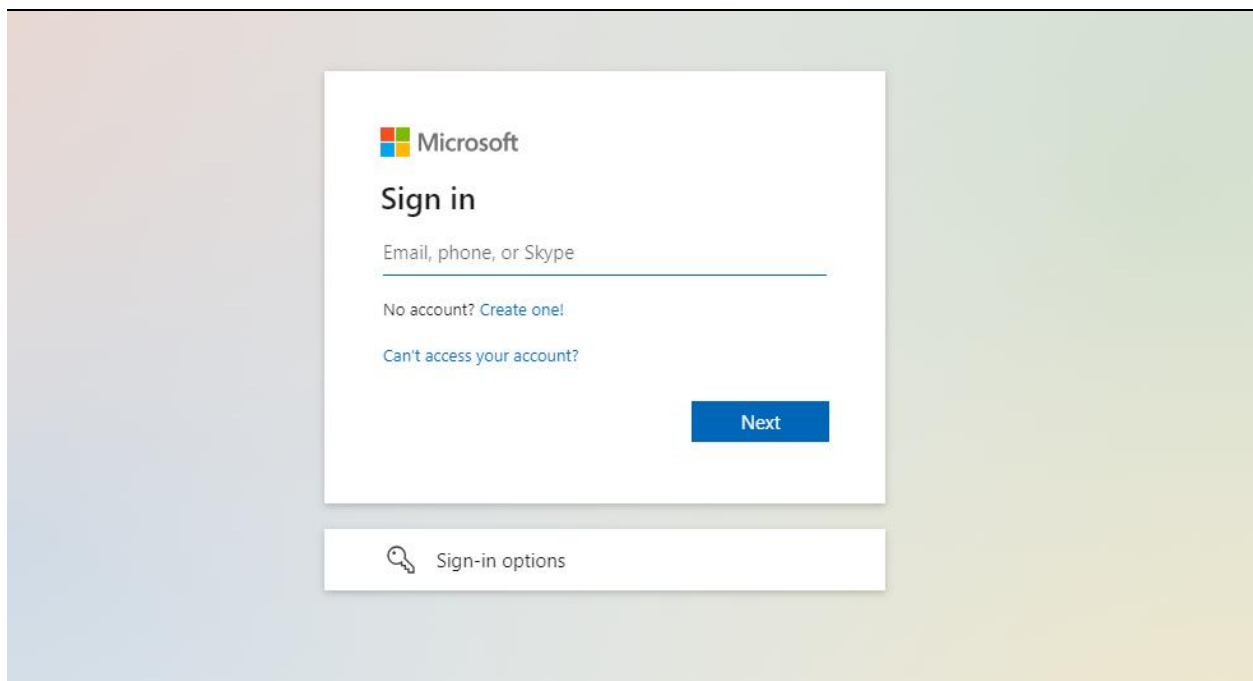 Microsoft
Sign in
Email, phone, or Skype
No account? Create one!
Can't access your account?
Next
Sign-in options